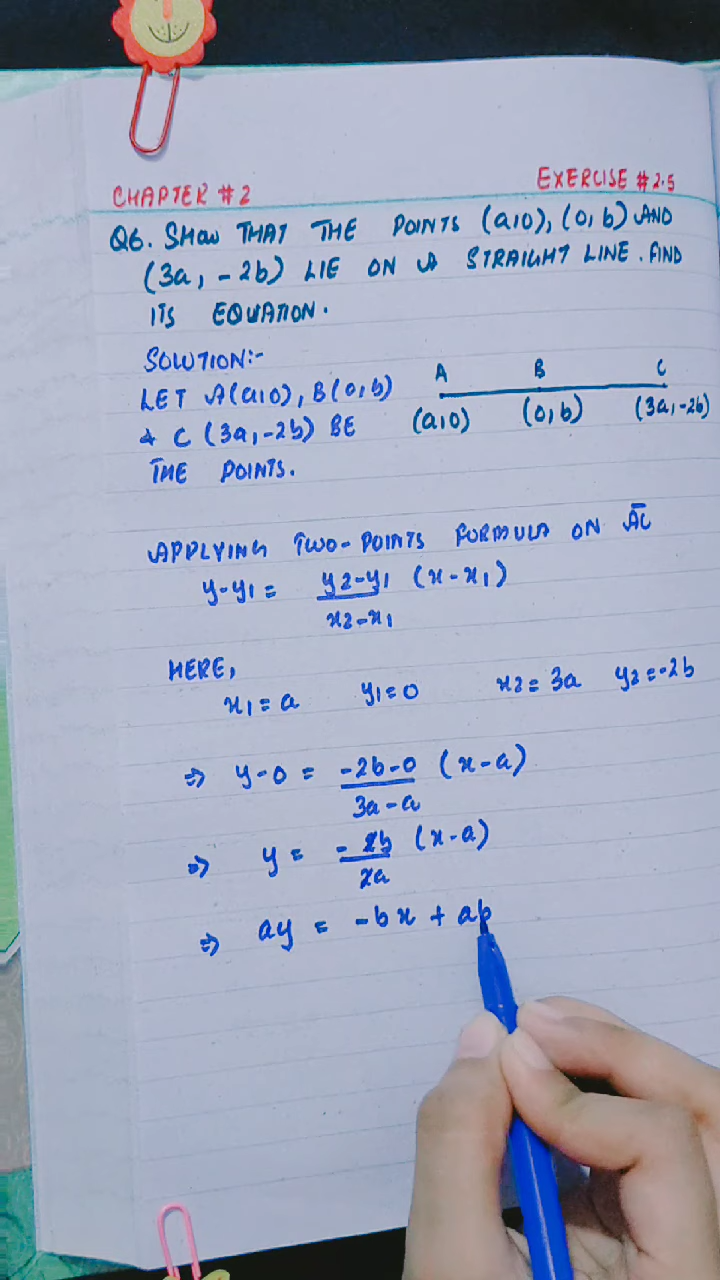 CHAPTER #2
EXERCISE #2.5
Q6. SHOW THAT THE POINTS (a,0), (0,b) AND
(3a,-2b) LIE ON A STRAIGHT LINE. FIND
ITS EQUATION.
SOLUTION:-
LET A(a,0), B(0,b)
& C (3a,-2b) BE
THE POINTS.
A B C
(a,0) (0,b) (3a,-2b)
APPLYING TWO-POINTS FORMULA ON AC
y-y1 = y2-y1 (x-x1)
x2-x1
HERE,
x1 = a y1 = 0 x2 = 3a y2 = -2b
⇒ y-0 = -2b-0 (x-a)
3a-a
⇒ y = -2b (x-a)
2a
⇒ ay = -bx + ab